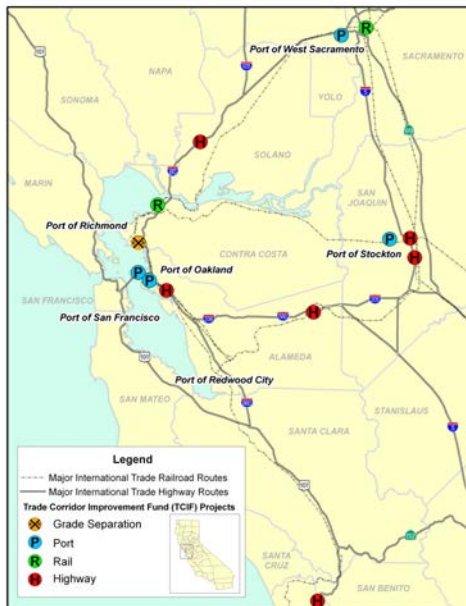 101
Port of West Sacramento
P
R
SACRAMENTO
NAPA
SONOMA
YOLO
H
SOLANO
MARIN
R
SAN
JOAQUIN
Port of Richmond
P
H
CONTRA COSTA
Port of Stockton
H
P
P
Port of Oakland
H
SAN FRANCISCO
H
Port of San Francisco
101
ALAMEDA
Port of Redwood City
SAN MATEO
STANISLAUS
SANTA CLARA
101
Legend
Major International Trade Railroad Routes
Major International Trade Highway Routes
Trade Corridor Improvement Fund (TCIF) Projects
Grade Separation
P Port
R Rail
H Highway
SANTA
CRUZ
SAN BENITO
H